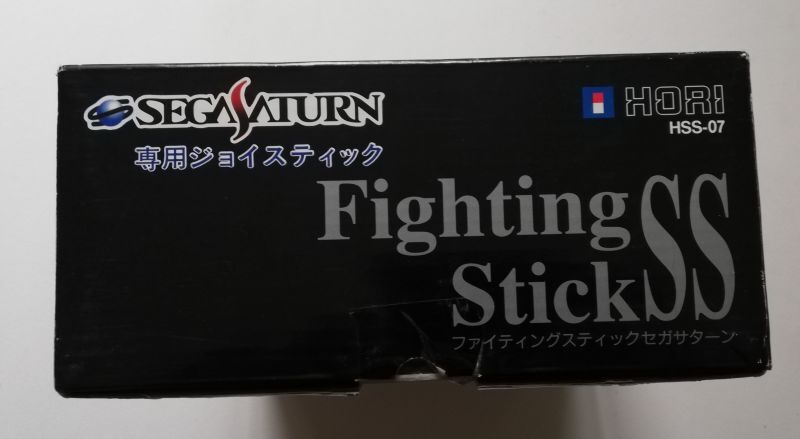 SEGA SATURN
専用ジョイスティック
HORI
HSS-07
Fighting
Stick SS
ファイティングスティックセガサターン